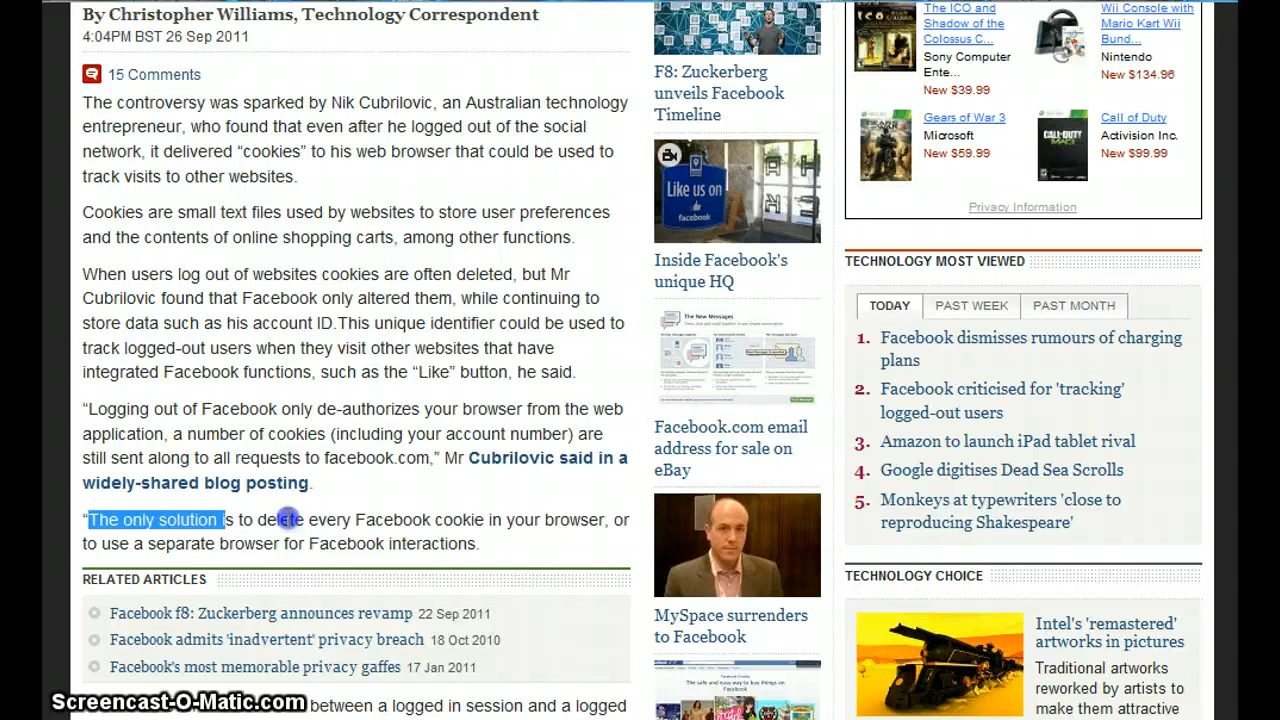 By Christopher Williams, Technology Correspondent
4:04PM BST 26 Sep 2011
15 Comments
The controversy was sparked by Nik Cubrilovic, an Australian technology
entrepreneur, who found that even after he logged out of the social
network, it delivered “cookies” to his web browser that could be used to
track visits to other websites.
Cookies are small text files used by websites to store user preferences
and the contents of online shopping carts, among other functions.
When users log out of websites cookies are often deleted, but Mr
Cubrilovic found that Facebook only altered them, while continuing to
store data such as his account ID.This unique identifier could be used to
track logged-out users when they visit other websites that have
integrated Facebook functions, such as the “Like” button, he said.
“Logging out of Facebook only de-authorizes your browser from the web
application, a number of cookies (including your account number) are
still sent along to all requests to facebook.com,” Mr Cubrilovic said in a
widely-shared blog posting.
“The only solution is to delete every Facebook cookie in your browser, or
to use a separate browser for Facebook interactions.
RELATED ARTICLES
Facebook f8: Zuckerberg announces revamp 22 Sep 2011
Facebook admits 'inadvertent' privacy breach 18 Oct 2010
Facebook's most memorable privacy gaffes 17 Jan 2011
between a logged in session and a logged
Screencast-O-Matic.com
F8: Zuckerberg
unveils Facebook
Timeline
Like us on
facebook
Inside Facebook's
unique HQ
The New Messages
Facebook.com email
address for sale on
eBay
MySpace surrenders
to Facebook
The ICO and
Shadow of the
Colossus C...
Sony Computer
Ente...
New $39.99
Wii Console with
Mario Kart Wii
Bund...
Nintendo
New $134.96
Gears of War 3
Microsoft
New $59.99
Call of Duty
Activision Inc.
New $99.99
Privacy Information
TECHNOLOGY MOST VIEWED
TODAY PAST WEEK PAST MONTH
1. Facebook dismisses rumours of charging
plans
2. Facebook criticised for 'tracking'
logged-out users
3. Amazon to launch iPad tablet rival
4. Google digitises Dead Sea Scrolls
5. Monkeys at typewriters 'close to
reproducing Shakespeare'
TECHNOLOGY CHOICE
Intel's 'remastered'
artworks in pictures
Traditional artworks
reworked by artists to
make them attractive